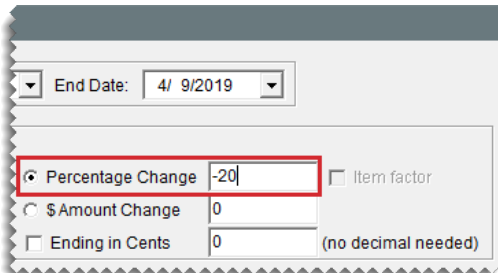 End Date: 4/ 9/2019
Percentage Change -20 Item factor
$ Amount Change 0
Ending in Cents 0 (no decimal needed)